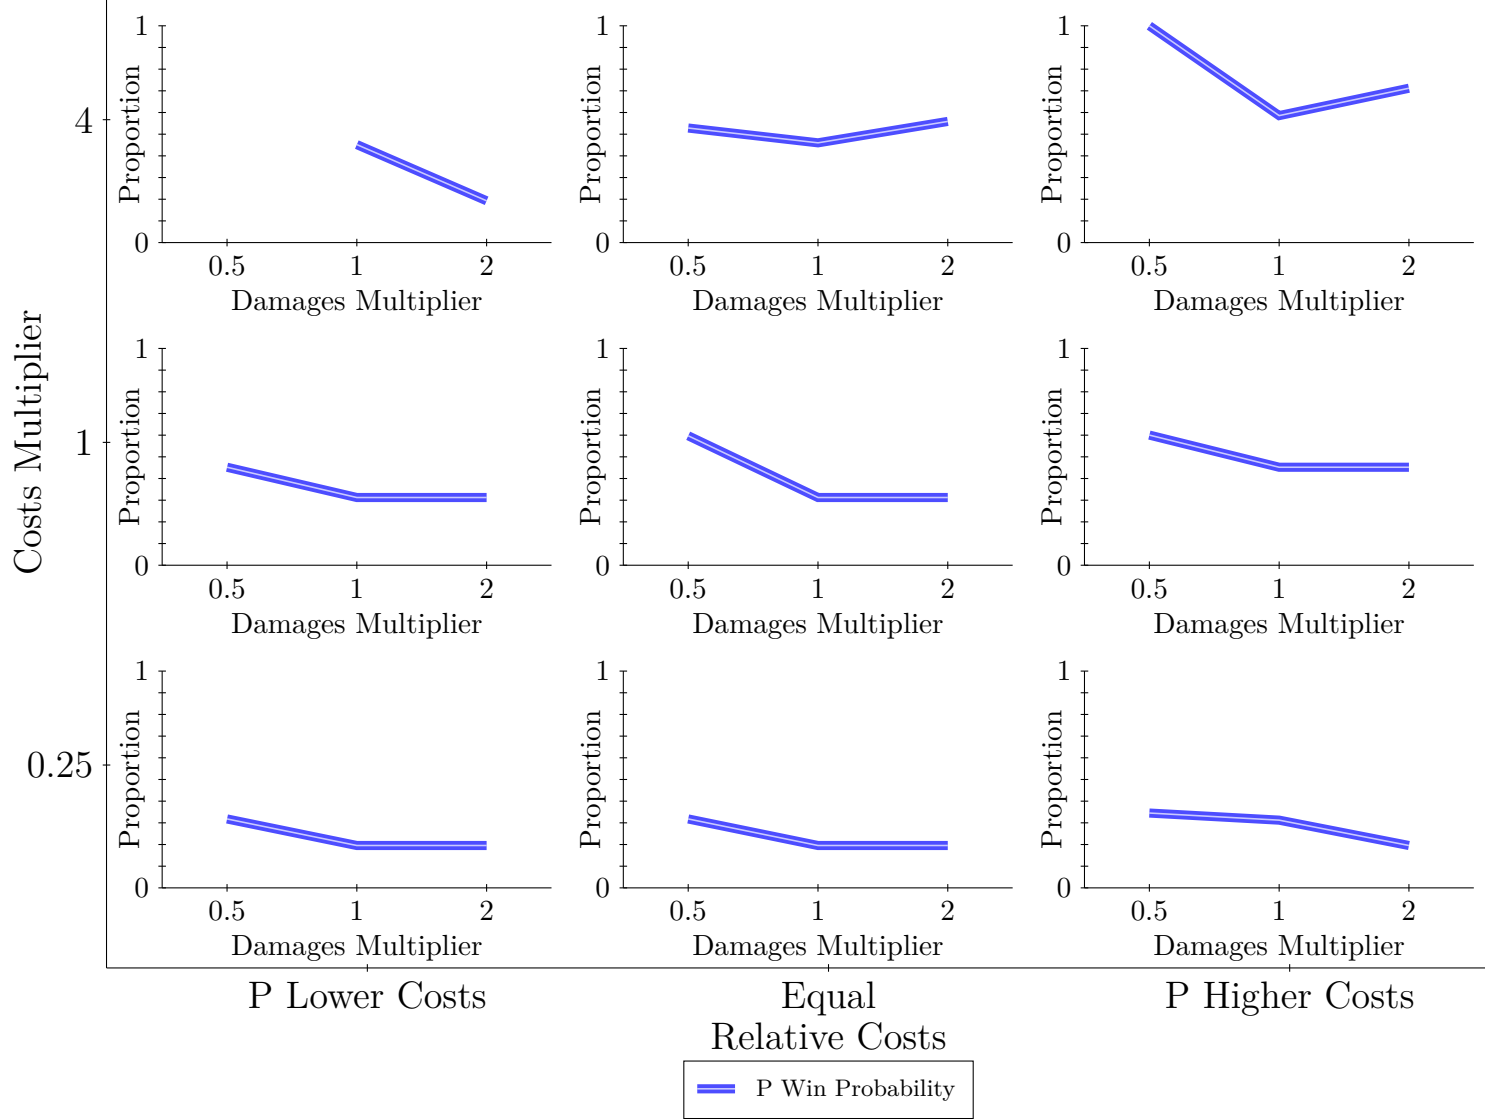 1
Proportion
0
0.5 1 2
Damages Multiplier
1
Proportion
0
0.5 1 2
Damages Multiplier
1
Proportion
0
0.5 1 2
Damages Multiplier
4
1
Proportion
0
0.5 1 2
Damages Multiplier
1
Proportion
0
0.5 1 2
Damages Multiplier
1
Proportion
0
0.5 1 2
Damages Multiplier
1
Costs Multiplier
1
Proportion
0
0.5 1 2
Damages Multiplier
1
Proportion
0
0.5 1 2
Damages Multiplier
1
Proportion
0
0.5 1 2
Damages Multiplier
0.25
P Lower Costs
Equal
P Higher Costs
Relative Costs
P Win Probability